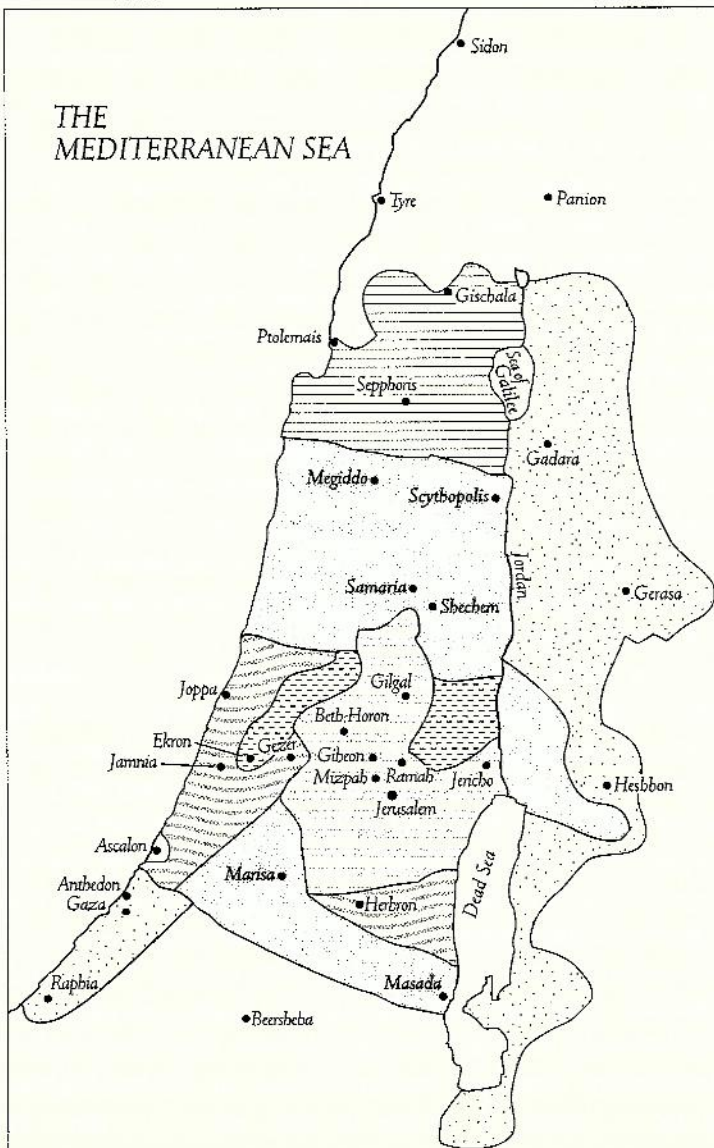 Sidon
THE
MEDITERRANEAN SEA
Tyre
Panion
Gischala
Ptolemais
Sea of
Galilee
Sepphoris
Gadara
Megiddo
Scythopolis
Jordan
Samaria
Gerasa
Shechem
Joppa
Gilgal
Beth-Horon
Ekron
Gezer
Gibeon
Jamnia
Ramah
Mizpah
Jericho
Heshbon
Jerusalem
Ascalon
Marisa
Dead Sea
Anthedon
Gaza
Hebron
Raphia
Masada
Beersheba